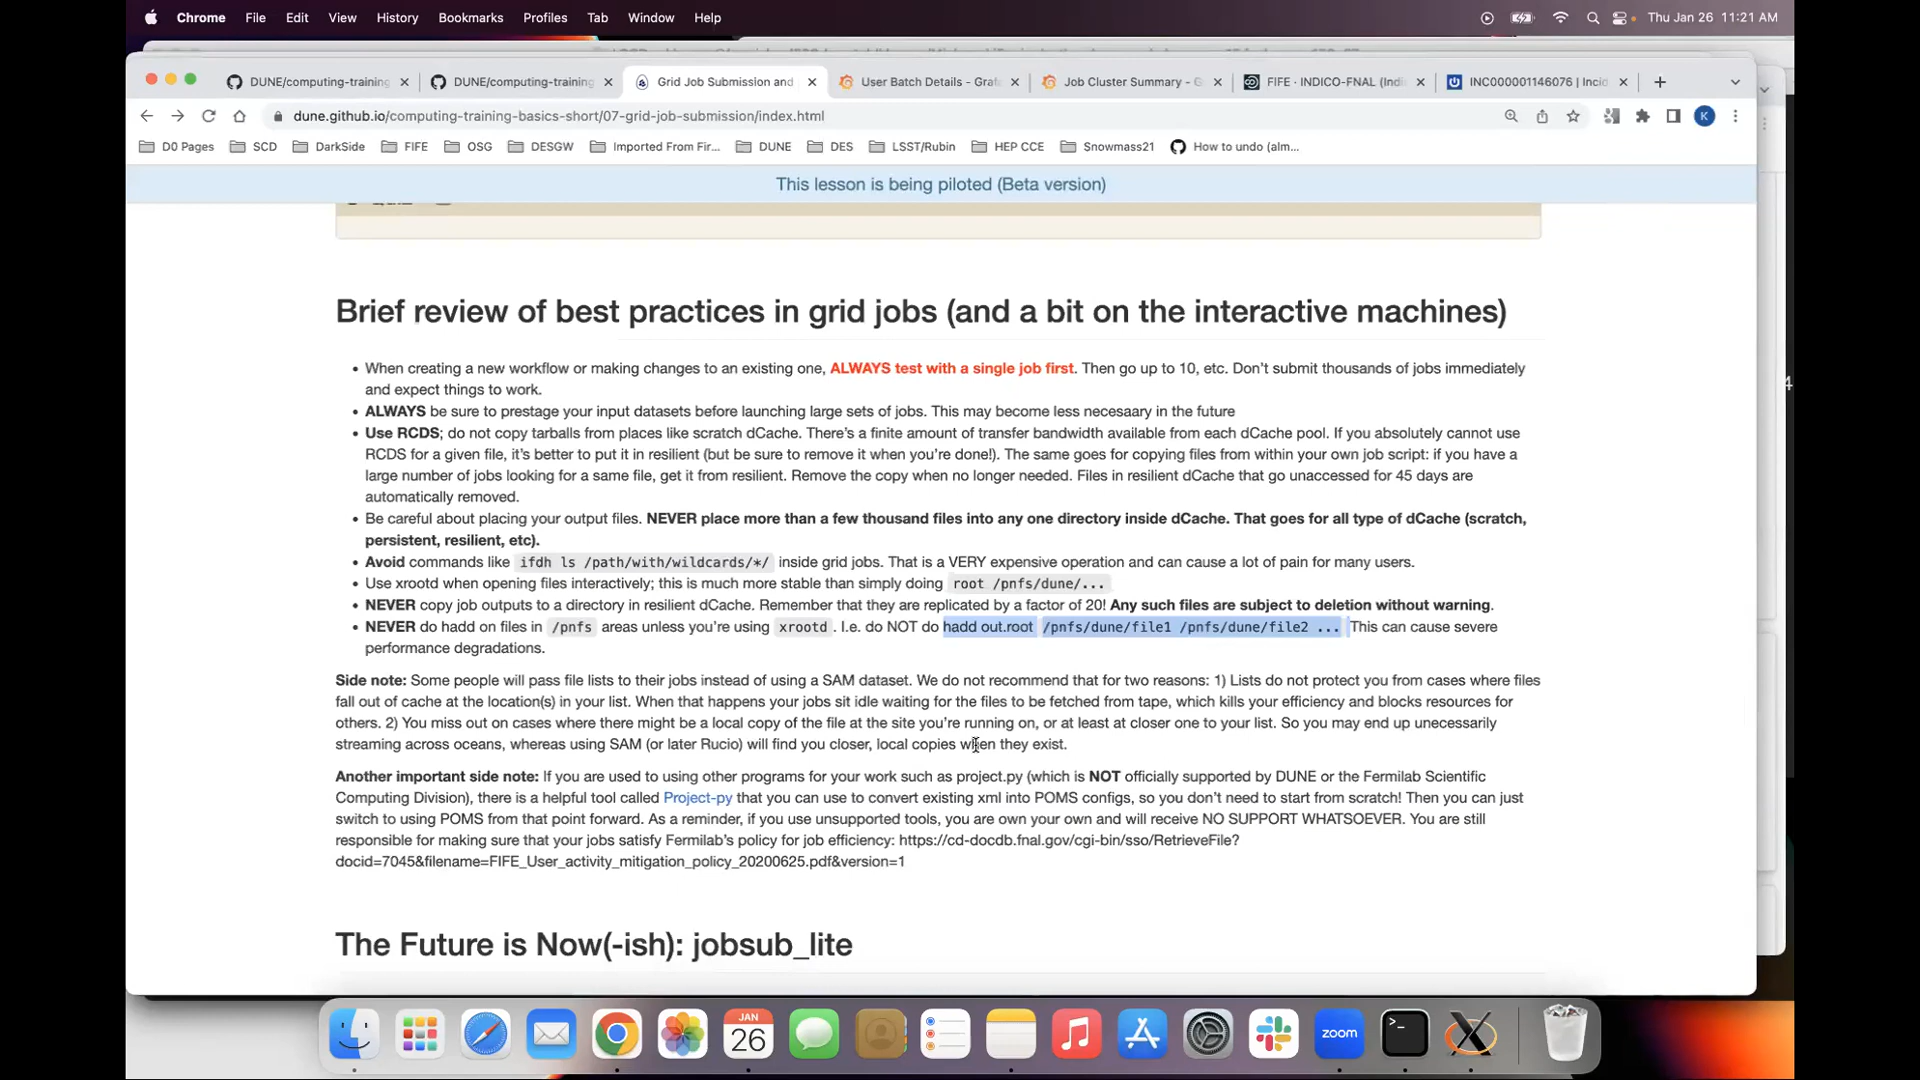 Chrome File Edit View History Bookmarks Profiles Tab Window Help Thu Jan 26 11:21 AM
DUNE/computing-training DUNE/computing-training Grid Job Submission and User Batch Details - Graf Job Cluster Summary - G FIFE · INDICO-FNAL (Indi INC000001146076 | Incid
dune.github.io/computing-training-basics-short/07-grid-job-submission/index.html K
D0 Pages SCD DarkSide FIFE OSG DESGW Imported From Fir... DUNE DES LSST/Rubin HEP CCE Snowmass21 How to undo (alm...
This lesson is being piloted (Beta version)
Brief review of best practices in grid jobs (and a bit on the interactive machines)
• When creating a new workflow or making changes to an existing one, ALWAYS test with a single job first. Then go up to 10, etc. Don't submit thousands of jobs immediately
and expect things to work.
• ALWAYS be sure to prestage your input datasets before launching large sets of jobs. This may become less necesaary in the future
• Use RCDS; do not copy tarballs from places like scratch dCache. There's a finite amount of transfer bandwidth available from each dCache pool. If you absolutely cannot use
RCDS for a given file, it's better to put it in resilient (but be sure to remove it when you're done!). The same goes for copying files from within your own job script: if you have a
large number of jobs looking for a same file, get it from resilient. Remove the copy when no longer needed. Files in resilient dCache that go unaccessed for 45 days are
automatically removed.
• Be careful about placing your output files. NEVER place more than a few thousand files into any one directory inside dCache. That goes for all type of dCache (scratch,
persistent, resilient, etc).
• Avoid commands like ifdh ls /path/with/wildcards/*/ inside grid jobs. That is a VERY expensive operation and can cause a lot of pain for many users.
• Use xrootd when opening files interactively; this is much more stable than simply doing root /pnfs/dune/...
• NEVER copy job outputs to a directory in resilient dCache. Remember that they are replicated by a factor of 20! Any such files are subject to deletion without warning.
• NEVER do hadd on files in /pnfs areas unless you're using xrootd . I.e. do NOT do hadd out.root /pnfs/dune/file1 /pnfs/dune/file2 ... This can cause severe
performance degradations.
Side note: Some people will pass file lists to their jobs instead of using a SAM dataset. We do not recommend that for two reasons: 1) Lists do not protect you from cases where files
fall out of cache at the location(s) in your list. When that happens your jobs sit idle waiting for the files to be fetched from tape, which kills your efficiency and blocks resources for
others. 2) You miss out on cases where there might be a local copy of the file at the site you're running on, or at least at closer one to your list. So you may end up unecessarily
streaming across oceans, whereas using SAM (or later Rucio) will find you closer, local copies when they exist.
Another important side note: If you are used to using other programs for your work such as project.py (which is NOT officially supported by DUNE or the Fermilab Scientific
Computing Division), there is a helpful tool called Project-py that you can use to convert existing xml into POMS configs, so you don't need to start from scratch! Then you can just
switch to using POMS from that point forward. As a reminder, if you use unsupported tools, you are own your own and will receive NO SUPPORT WHATSOEVER. You are still
responsible for making sure that your jobs satisfy Fermilab's policy for job efficiency: https://cd-docdb.fnal.gov/cgi-bin/sso/RetrieveFile?
docid=7045&filename=FIFE_User_activity_mitigation_policy_20200625.pdf&version=1
The Future is Now(-ish): jobsub_lite
JAN
26
zoom